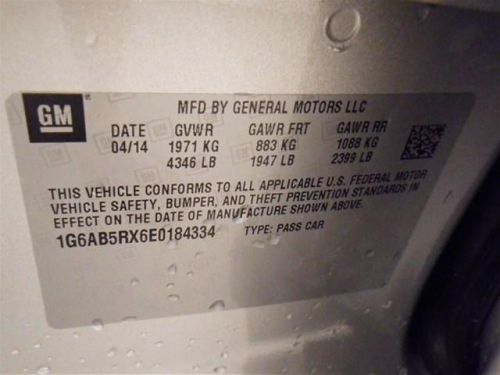 GM
MFD BY GENERAL MOTORS LLC
DATE GVWR GAWR FRT GAWR RR
04/14 1971 KG 883 KG 1088 KG
4346 LB 1947 LB 2399 LB
THIS VEHICLE CONFORMS TO ALL APPLICABLE U.S. FEDERAL MOTOR
VEHICLE SAFETY, BUMPER, AND THEFT PREVENTION STANDARDS IN
EFFECT ON THE DATE OF MANUFACTURE SHOWN ABOVE.
1G6AB5RX6E0184334 TYPE: PASS CAR